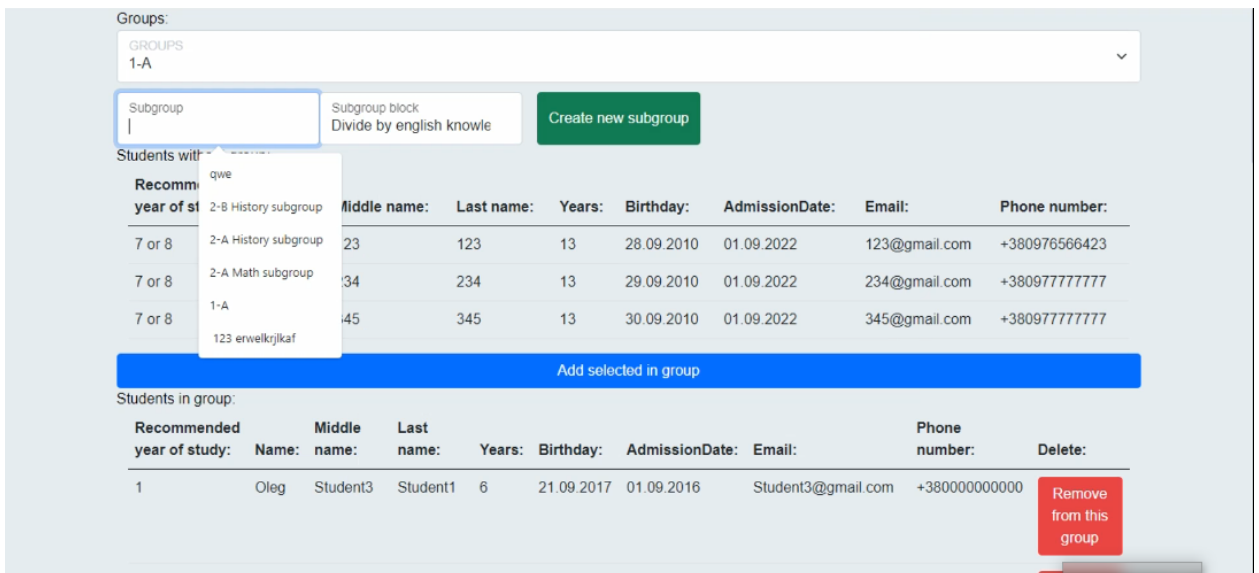 Groups:
GROUPS
1-A
Subgroup Subgroup block
Divide by english knowle
Create new subgroup
Students
qwe
2-B History subgroup
2-A History subgroup
2-A Math subgroup
1-A
123 erwelkrjlkaf
year of Middle name: Last name: Years: Birthday: AdmissionDate: Email: Phone number:
7 or 8 123 13 28.09.2010 01.09.2022 123@gmail.com +380976566423
7 or 8 234 13 29.09.2010 01.09.2022 234@gmail.com +380977777777
7 or 8 345 13 30.09.2010 01.09.2022 345@gmail.com +380977777777
Add selected in group
Students in group:
Recommended Middle Last Phone
year of study: Name: name: name: Years: Birthday: AdmissionDate: Email: number: Delete:
1 Oleg Student3 Student1 6 21.09.2017 01.09.2016 Student3@gmail.com +380000000000
Remove
from this
group